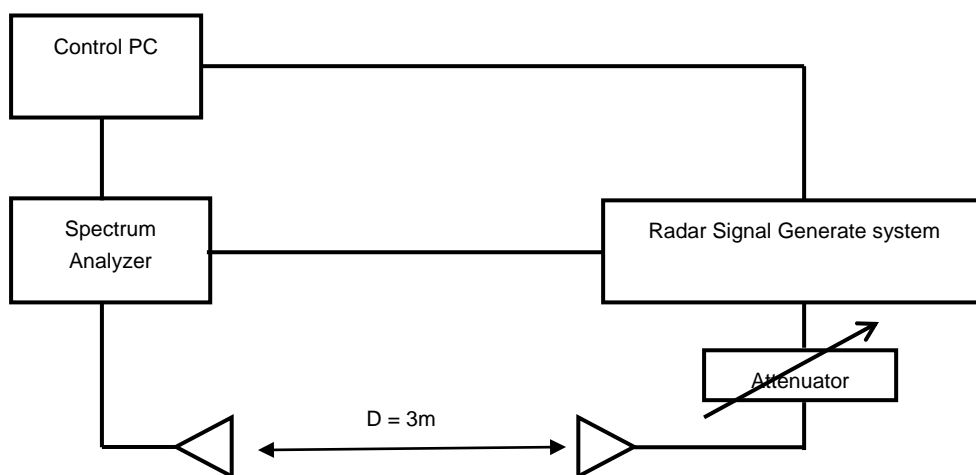 Control PC
Spectrum
Analyzer
Radar Signal Generate system
Attenuator
D = 3m